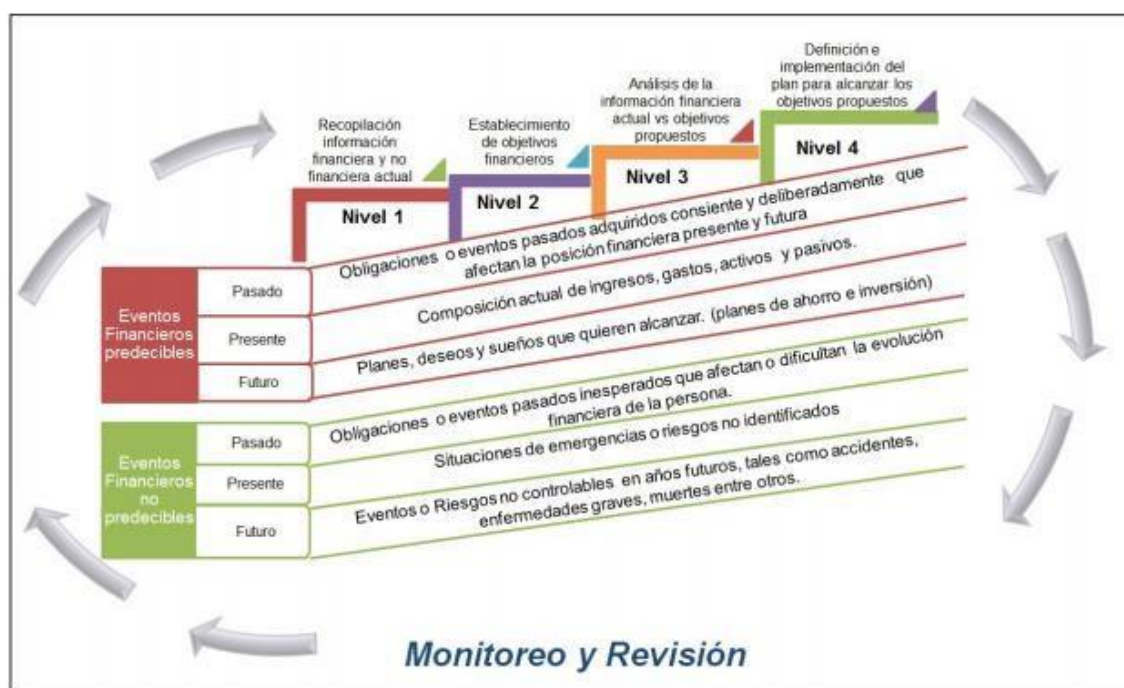 Recopilación
información
financiera y no
financiera actual
Nivel 1
Establecimiento
de objetivos
financieros
Nivel 2
Análisis de la
información financiera
actual vs objetivos
propuestos
Nivel 3
Definición e
implementación del
plan para alcanzar los
objetivos propuestos
Nivel 4
Eventos
Financieros
predecibles
Pasado
Obligaciones o eventos pasados adquiridos consiente y deliberadamente que
afectan la posición financiera presente y futura
Presente
Composición actual de ingresos, gastos, activos y pasivos.
Futuro
Planes, deseos y sueños que quieren alcanzar. (planes de ahorro e inversión)
Eventos
Financieros
no
predecibles
Pasado
Obligaciones o eventos pasados inesperados que afectan o dificultan la evolución
financiera de la persona.
Presente
Situaciones de emergencias o riesgos no identificados
Futuro
Eventos o Riesgos no controlables en años futuros, tales como accidentes,
enfermedades graves, muertes entre otros.
Monitoreo y Revisión